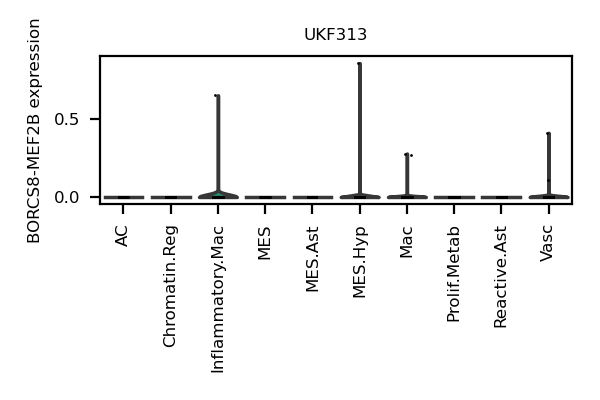 UKF313
BORCS8-MEF2B expression
0.5
0.0
AC
Chromatin.Reg
Inflammatory.Mac
MES
MES.Ast
MES.Hyp
Mac
Prolif.Metab
Reactive.Ast
Vasc